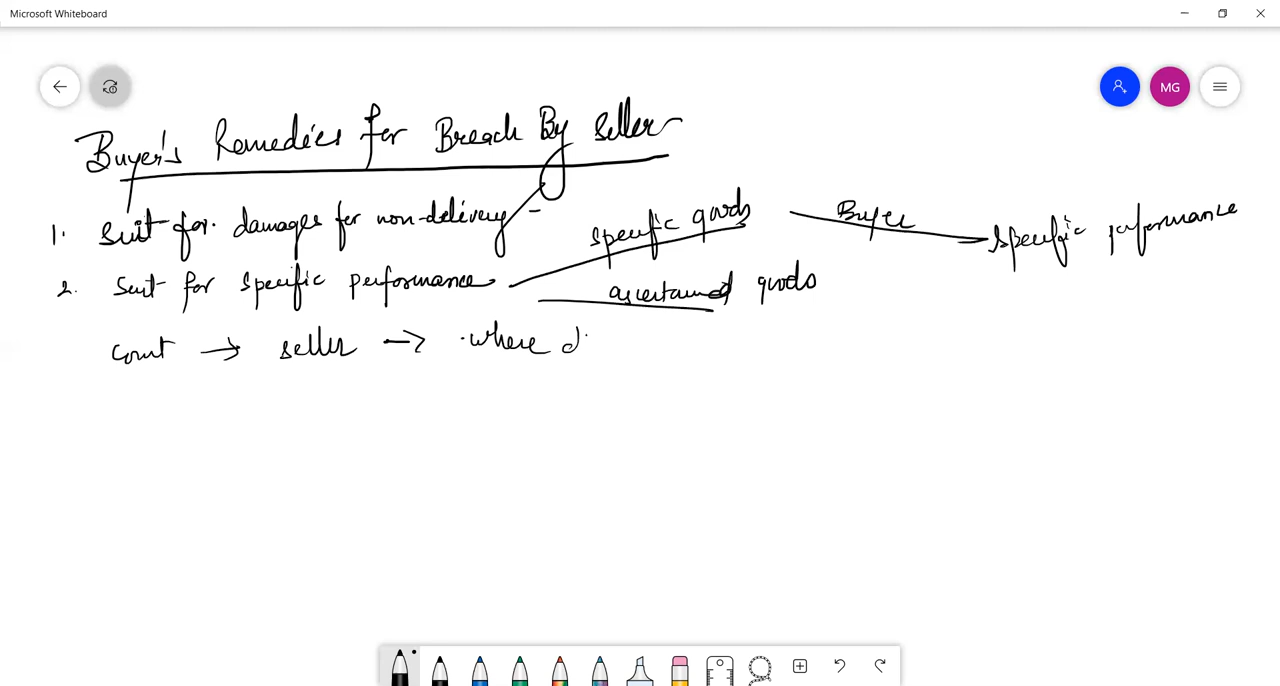 Microsoft Whiteboard
MG
Buyer's Remedies for Breach By Seller
1. Suit for damages for non-delivery -
specific goods Buyer specific performance
2. Suit for specific performance
ascertained goods
Court → seller → where d